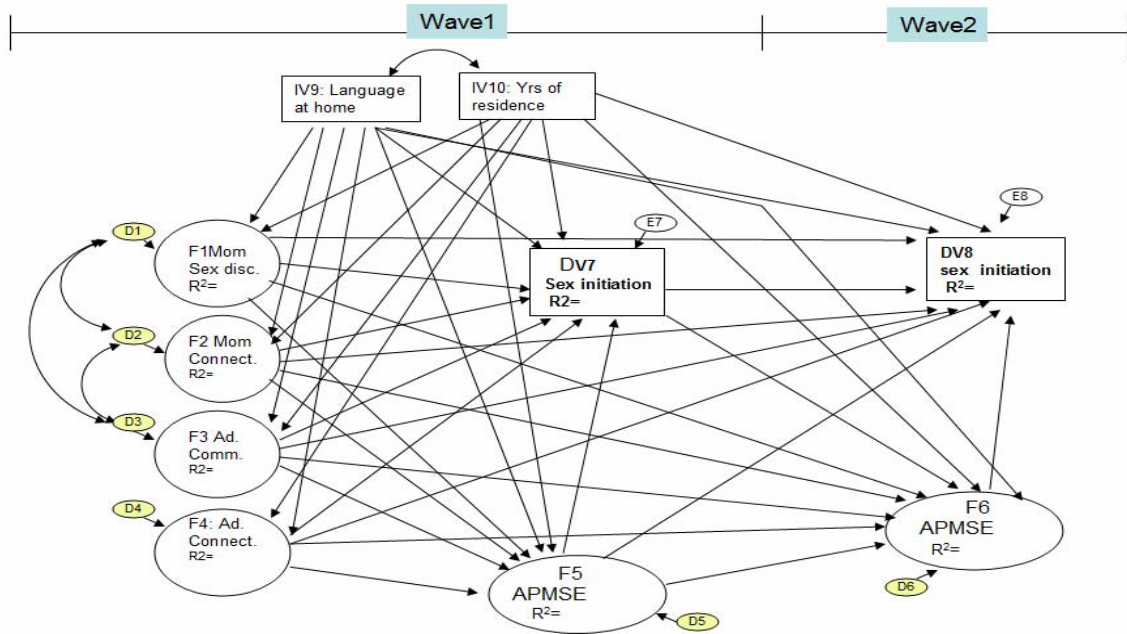 Wave1
Wave2
IV9: Language
at home
IV10: Yrs of
residence
E8
E7
D1
F1Mom
Sex disc.
R²=
DV7
Sex initiation
R2=
DV8
sex initiation
R²=
D2
F2 Mom
Connect.
R2=
D3
F3 Ad.
Comm.
R2=
D4
F4: Ad.
Connect.
R2=
F6
APMSE
R²=
F5
APMSE
R²=
D6
D5